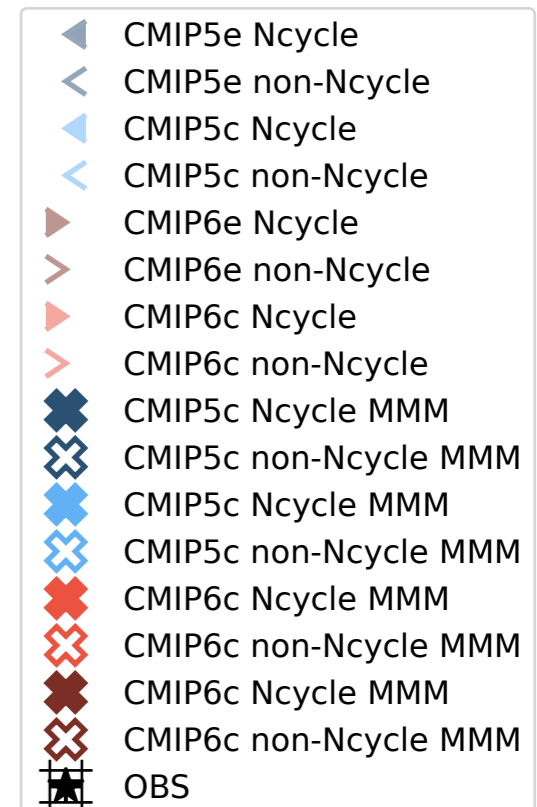 CMIP5e Ncycle
CMIP5e non-Ncycle
CMIP5c Ncycle
CMIP5c non-Ncycle
CMIP6e Ncycle
CMIP6e non-Ncycle
CMIP6c Ncycle
CMIP6c non-Ncycle
CMIP5c Ncycle MMM
CMIP5c non-Ncycle MMM
CMIP5c Ncycle MMM
CMIP5c non-Ncycle MMM
CMIP6c Ncycle MMM
CMIP6c non-Ncycle MMM
CMIP6c Ncycle MMM
CMIP6c non-Ncycle MMM
OBS